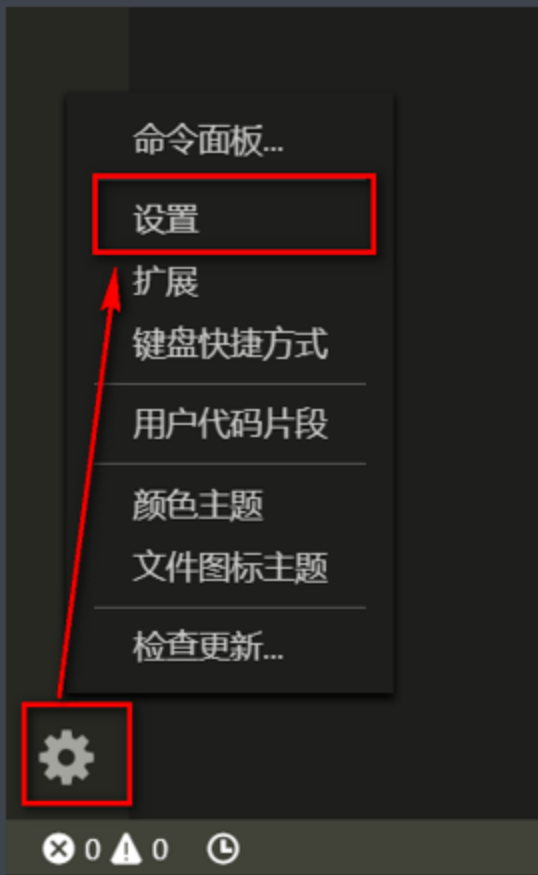 命令面板...
设置
扩展
键盘快捷方式
用户代码片段
颜色主题
文件图标主题
检查更新...
0 0